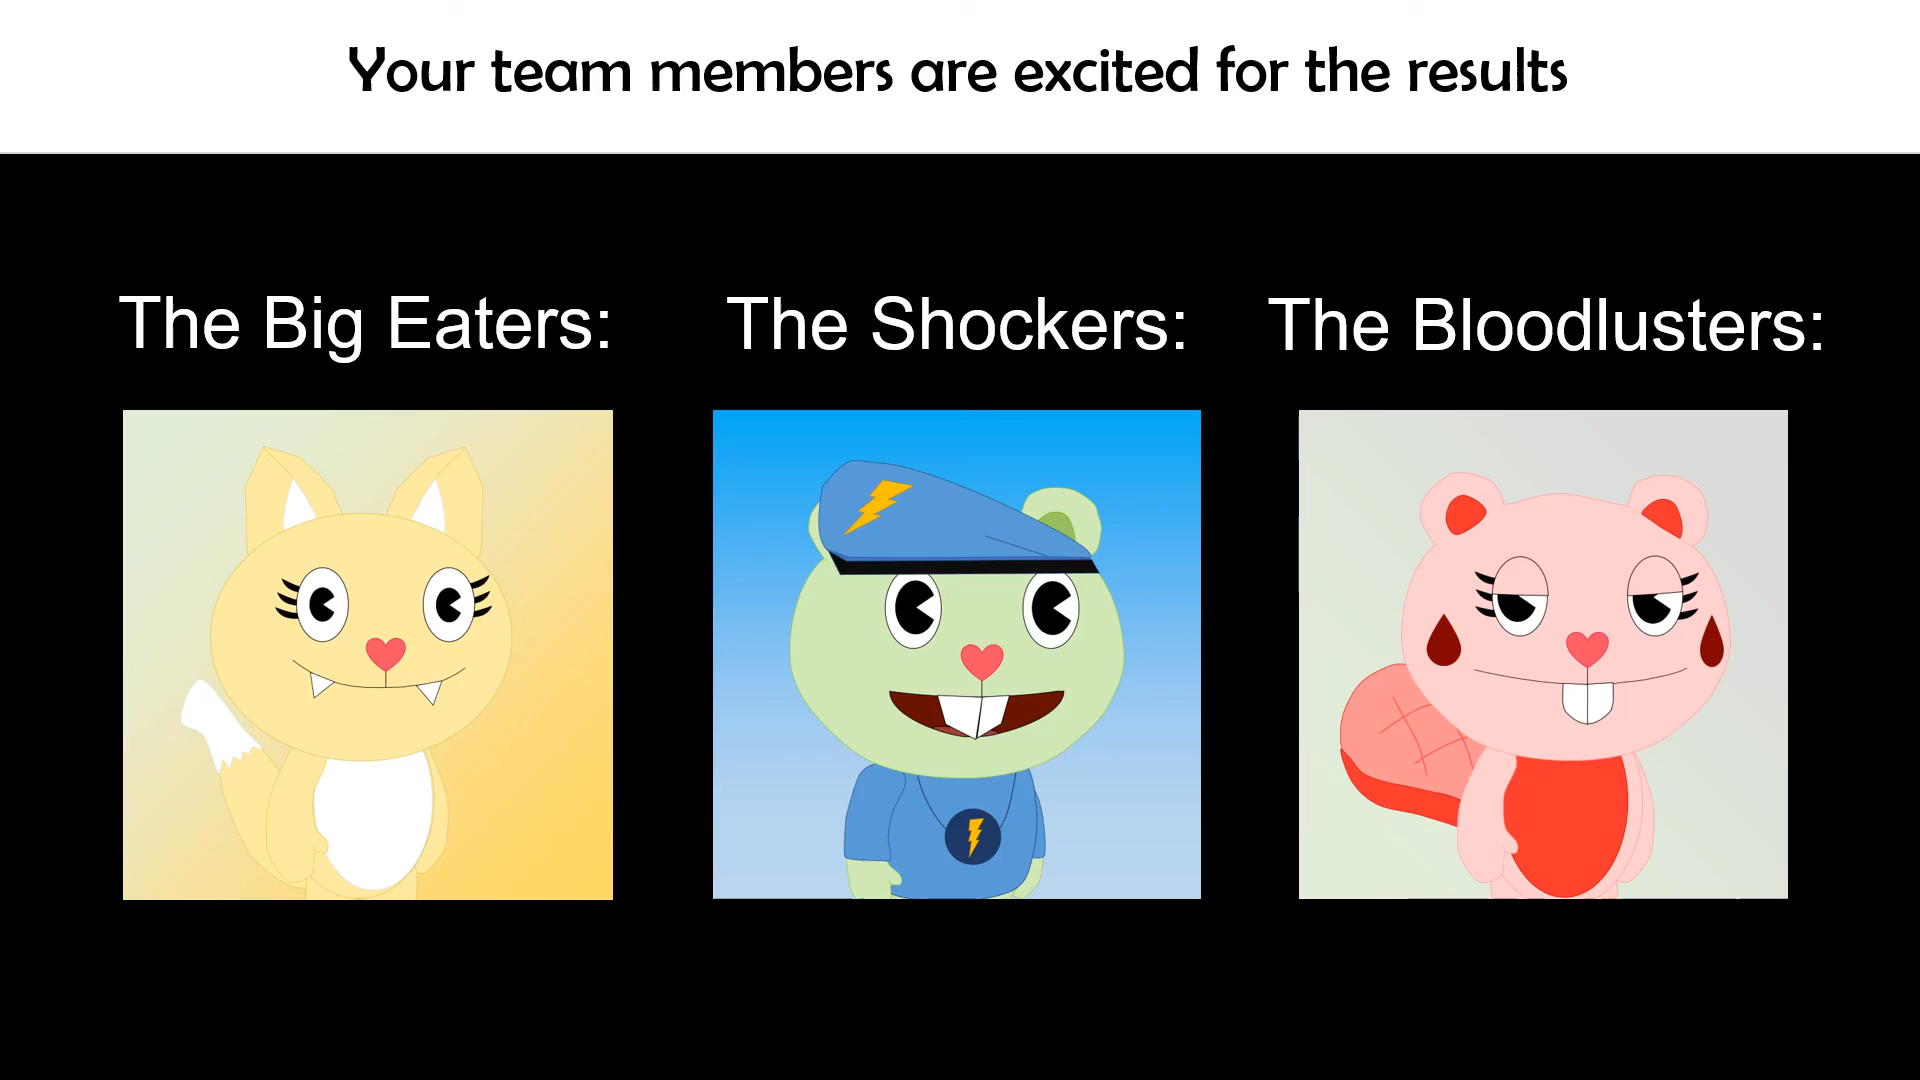 Your team members are excited for the results
The Big Eaters:
The Shockers:
The Bloodlusters: